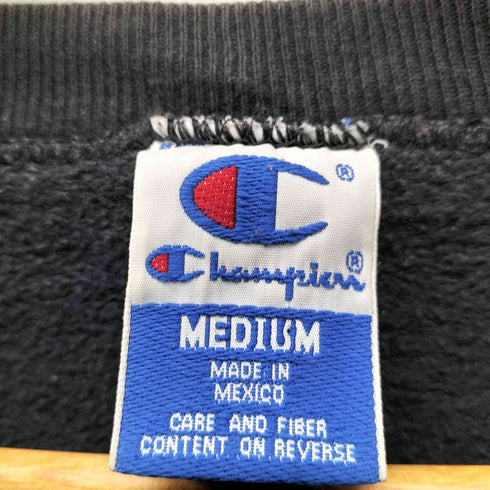 C®
Champion®
MEDIUM
MADE IN
MEXICO
CARE AND FIBER
CONTENT ON REVERSE